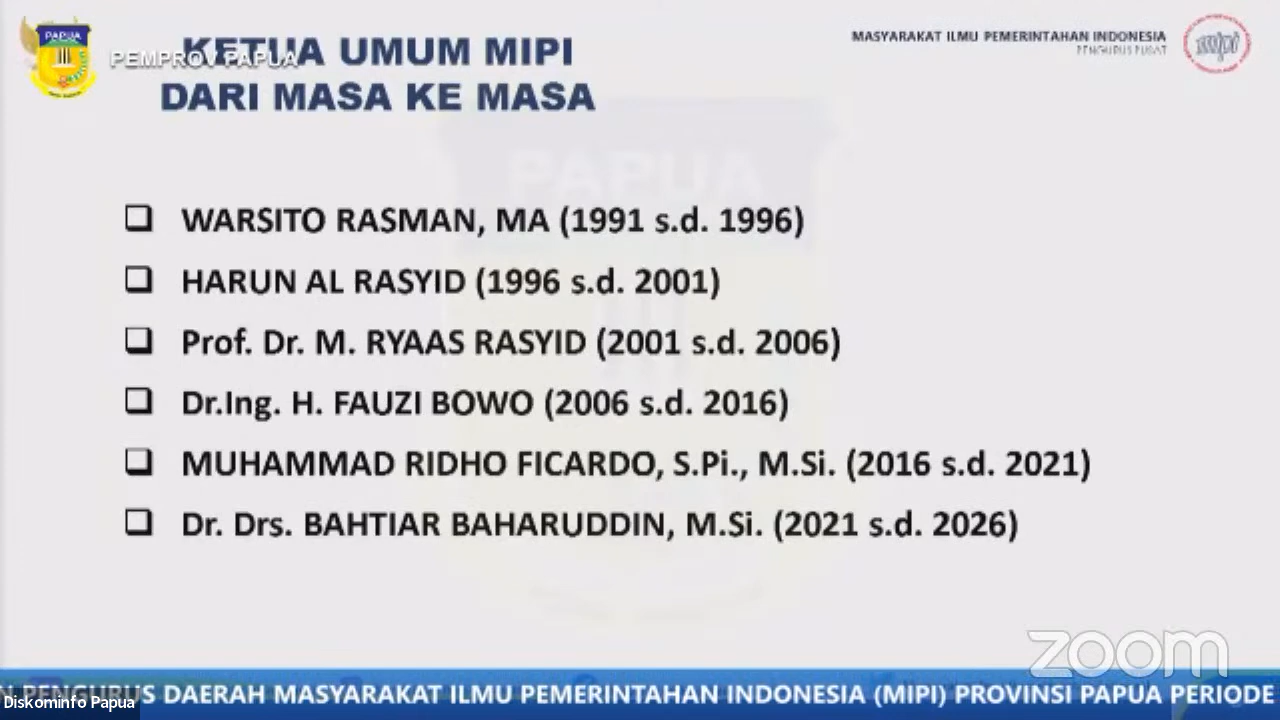 PAPUA
PEMPROV PAPUA
KETUA UMUM MIPI
DARI MASA KE MASA
MASYARAKAT ILMU PEMERINTAHAN INDONESIA
PENGURUS PUSAT
mipi
PAPUA
❑ WARSITO RASMAN, MA (1991 s.d. 1996)
❑ HARUN AL RASYID (1996 s.d. 2001)
❑ Prof. Dr. M. RYAAS RASYID (2001 s.d. 2006)
❑ Dr.Ing. H. FAUZI BOWO (2006 s.d. 2016)
❑ MUHAMMAD RIDHO FICARDO, S.Pi., M.Si. (2016 s.d. 2021)
❑ Dr. Drs. BAHTIAR BAHARUDDIN, M.Si. (2021 s.d. 2026)
zoom
N PENGURUS DAERAH MASYARAKAT ILMU PEMERINTAHAN INDONESIA (MIPI) PROVINSI PAPUA PERIODE
Diskominfo Papua